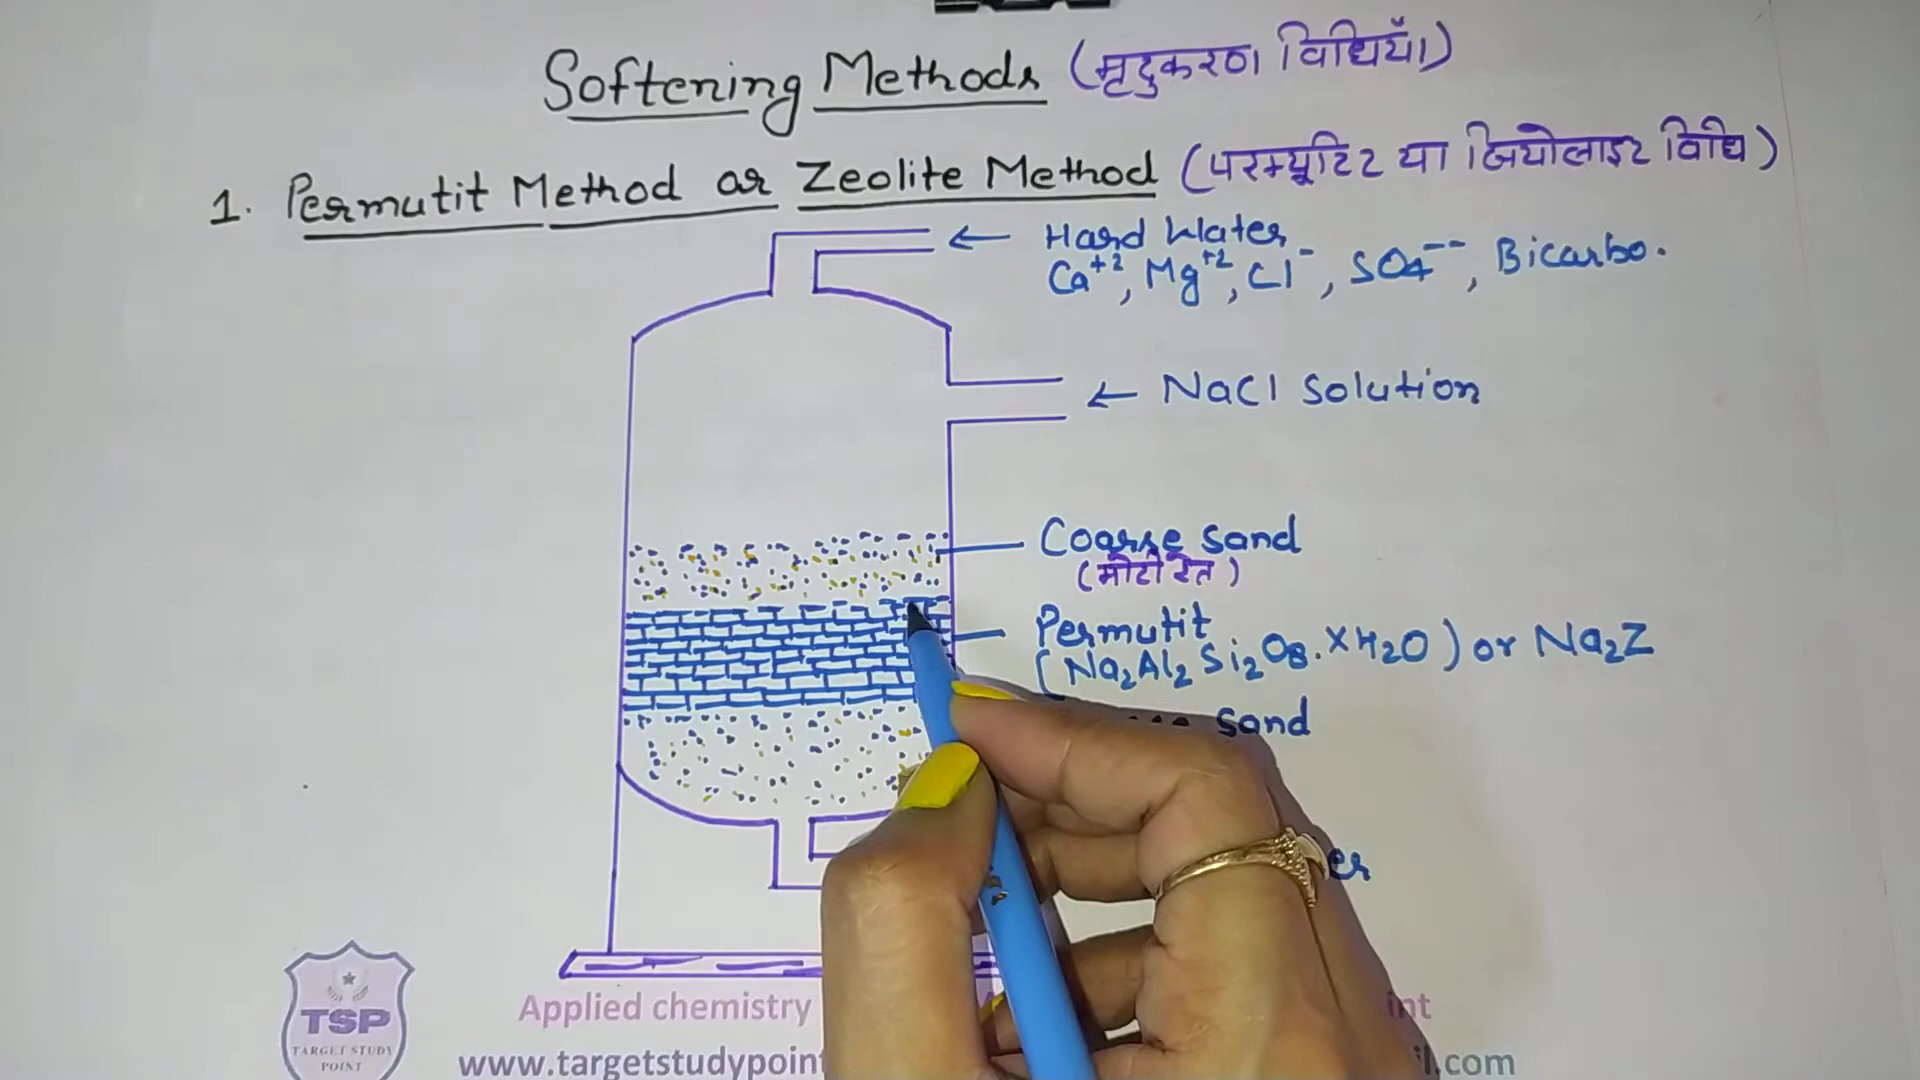 Softening Methods (मृदुकरण विधियाँ)
1. Permutit Method or Zeolite Method (परम्यूटिट या जियोलाइट विधि)
← Hard Water
Ca+2, Mg+2, Cl-, SO4--, Bicarbo.
← NaCl Solution
Coarse sand
(मोटी रेत)
Permutit
(Na2Al2Si2O8.XH2O) or Na2Z
sand
TSP
TARGET STUDY
POINT
Applied chemistry
www.targetstudypoint